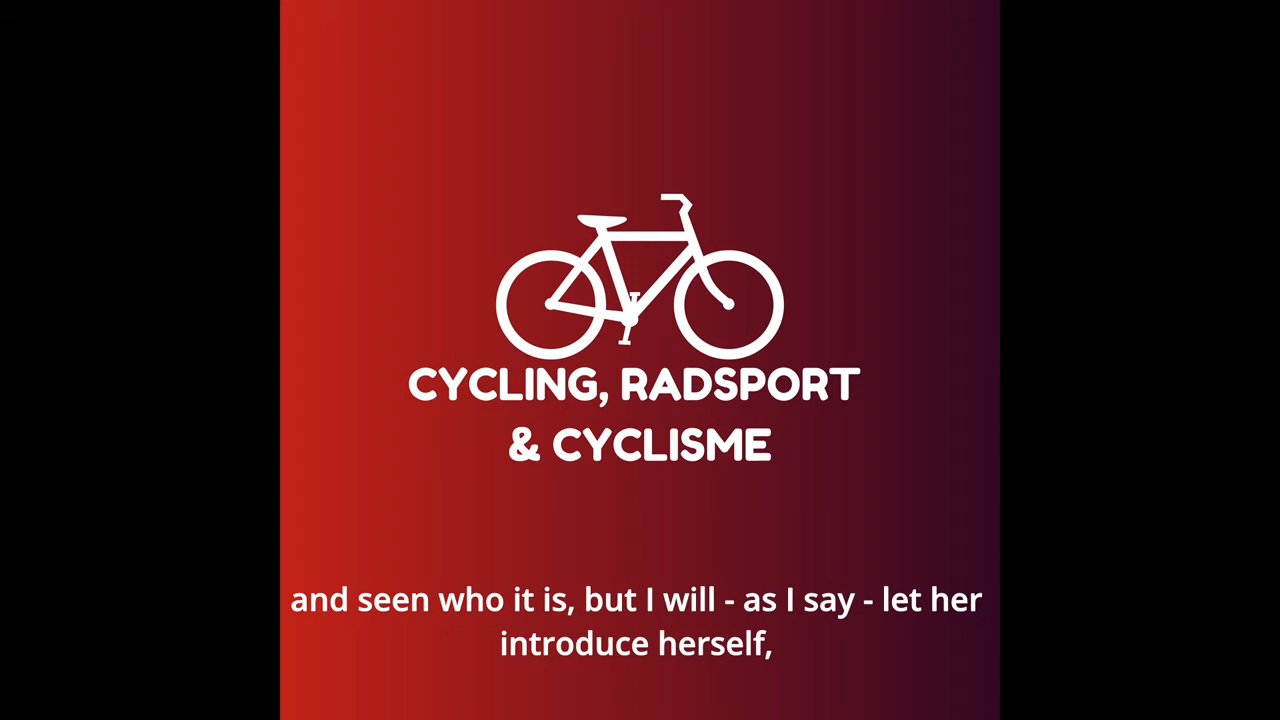 CYCLING, RADSPORT
& CYCLISME
and seen who it is, but I will - as I say - let her
introduce herself,